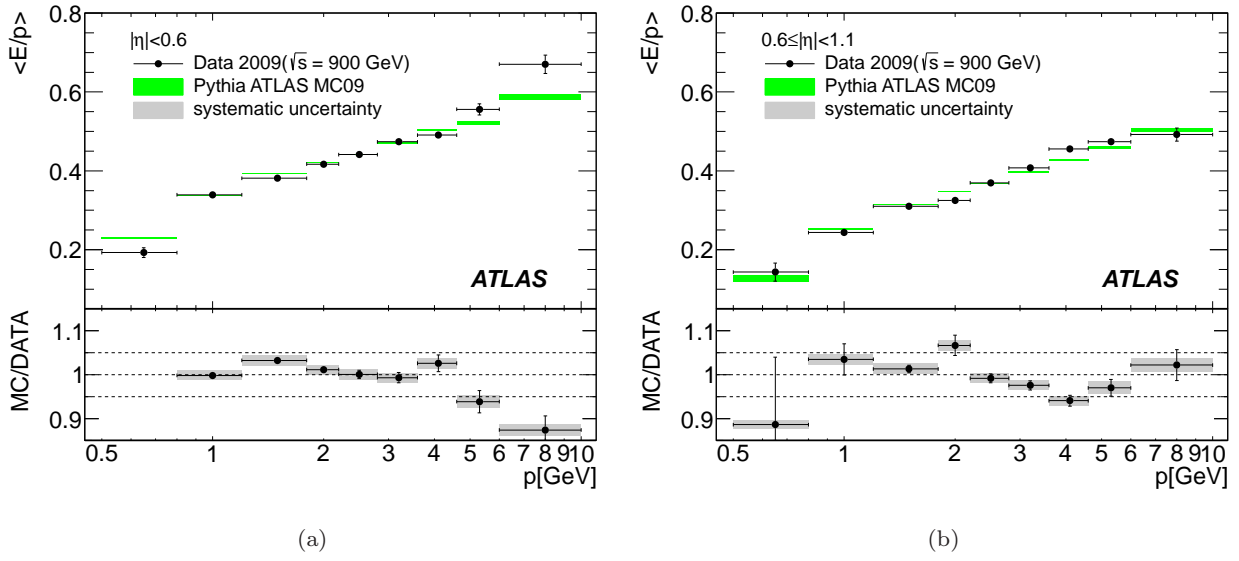 <E/p>
0.8
0.6
0.4
0.2
|η|<0.6
Data 2009(√s = 900 GeV)
Pythia ATLAS MC09
systematic uncertainty
ATLAS
MC/DATA
1.1
1
0.9
0.5 1 2 3 4 5 6 7 8 9 10
p[GeV]
(a)
<E/p>
0.8
0.6
0.4
0.2
0.6≤|η|<1.1
Data 2009(√s = 900 GeV)
Pythia ATLAS MC09
systematic uncertainty
ATLAS
MC/DATA
1.1
1
0.9
0.5 1 2 3 4 5 6 7 8 9 10
p[GeV]
(b)